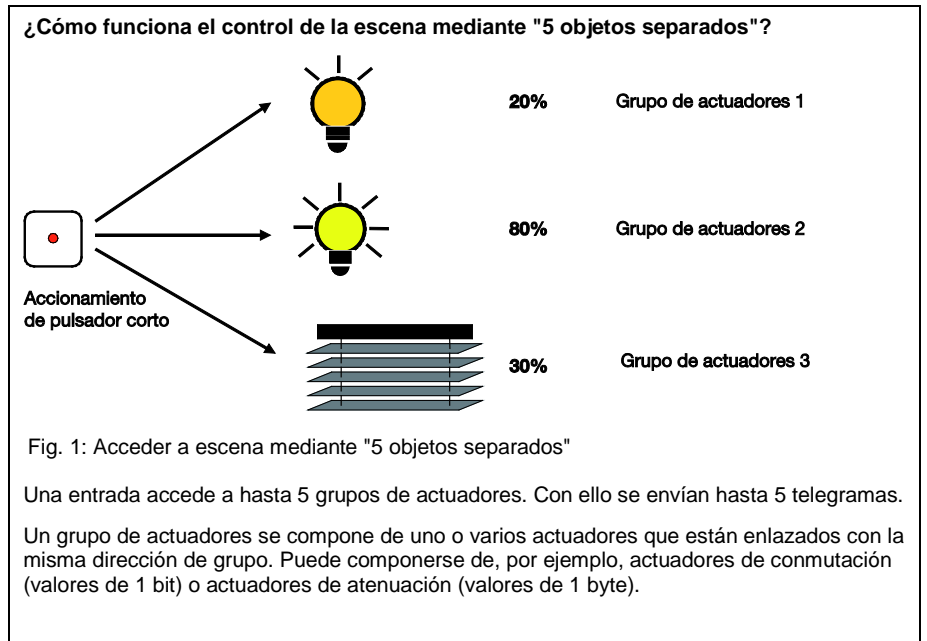 ¿Cómo funciona el control de la escena mediante "5 objetos separados"?
20% Grupo de actuadores 1
80% Grupo de actuadores 2
Accionamiento
de pulsador corto
30% Grupo de actuadores 3
Fig. 1: Acceder a escena mediante "5 objetos separados"
Una entrada accede a hasta 5 grupos de actuadores. Con ello se envían hasta 5 telegramas.
Un grupo de actuadores se compone de uno o varios actuadores que están enlazados con la
misma dirección de grupo. Puede componerse de, por ejemplo, actuadores de conmutación
(valores de 1 bit) o actuadores de atenuación (valores de 1 byte).